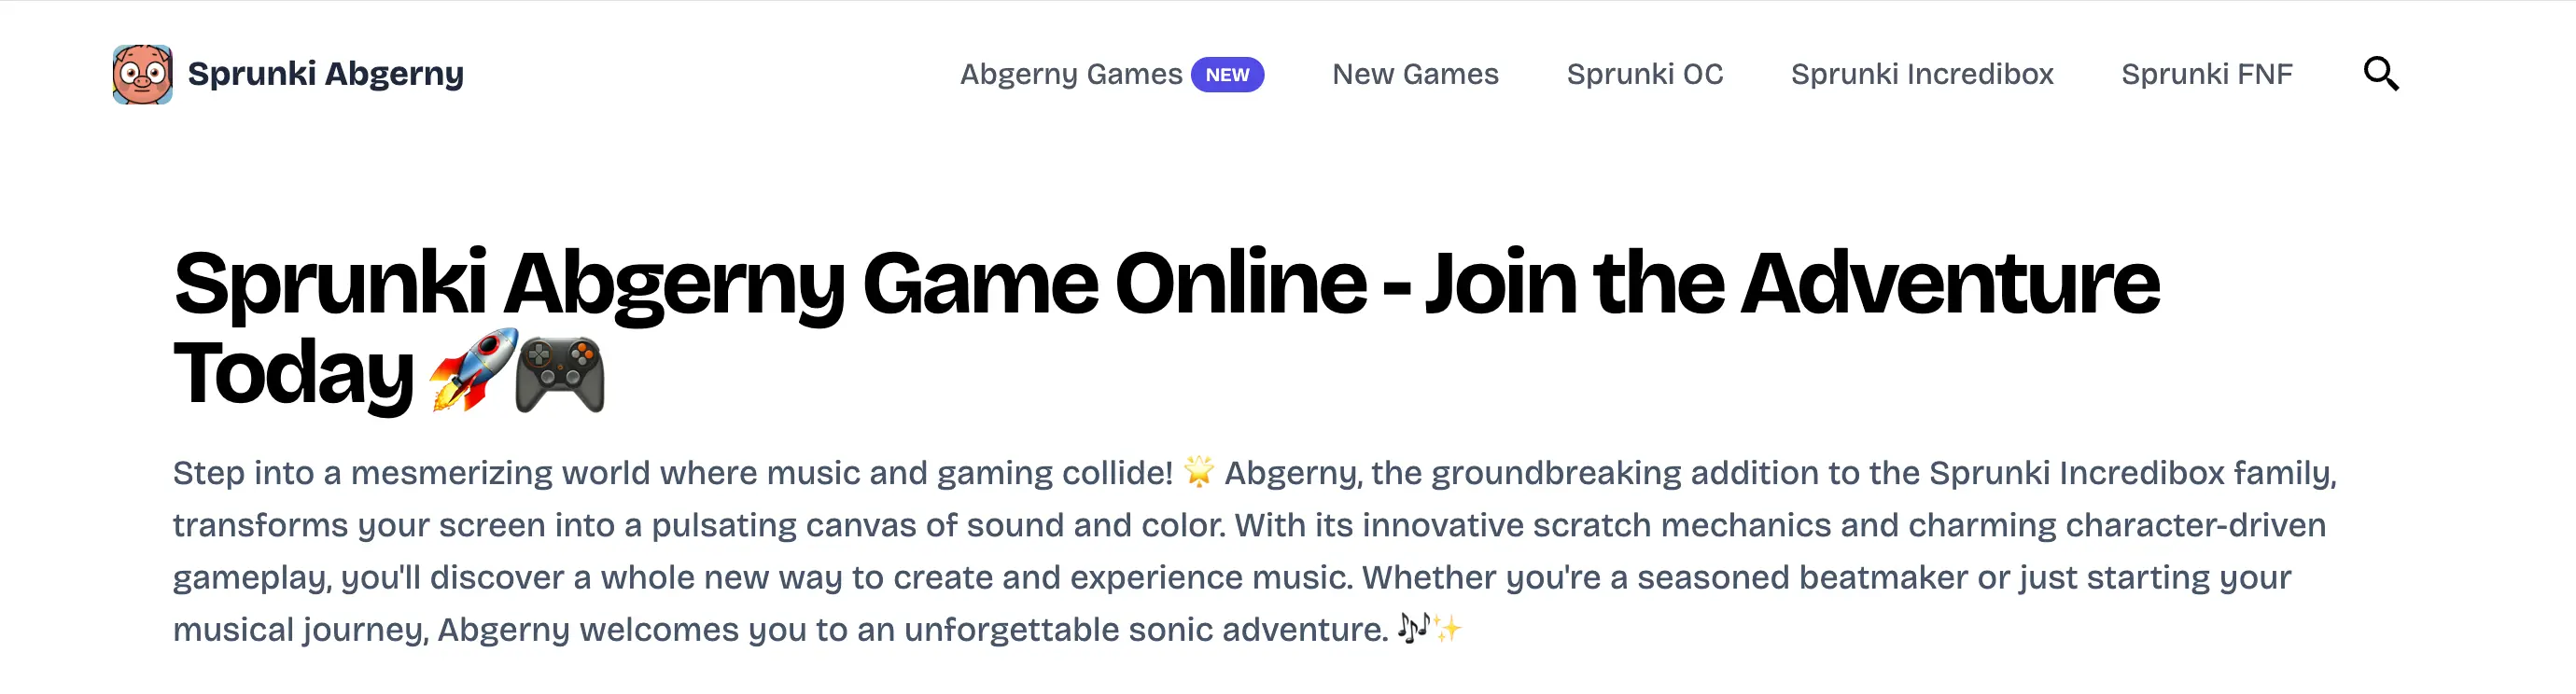 Sprunki Abgerny
Abgerny Games NEW
New Games
Sprunki OC
Sprunki Incredibox
Sprunki FNF
Sprunki Abgerny Game Online - Join the Adventure
Today 🚀🎮
Step into a mesmerizing world where music and gaming collide! 🌟 Abgerny, the groundbreaking addition to the Sprunki Incredibox family,
transforms your screen into a pulsating canvas of sound and color. With its innovative scratch mechanics and charming character-driven
gameplay, you'll discover a whole new way to create and experience music. Whether you're a seasoned beatmaker or just starting your
musical journey, Abgerny welcomes you to an unforgettable sonic adventure. 🎶✨